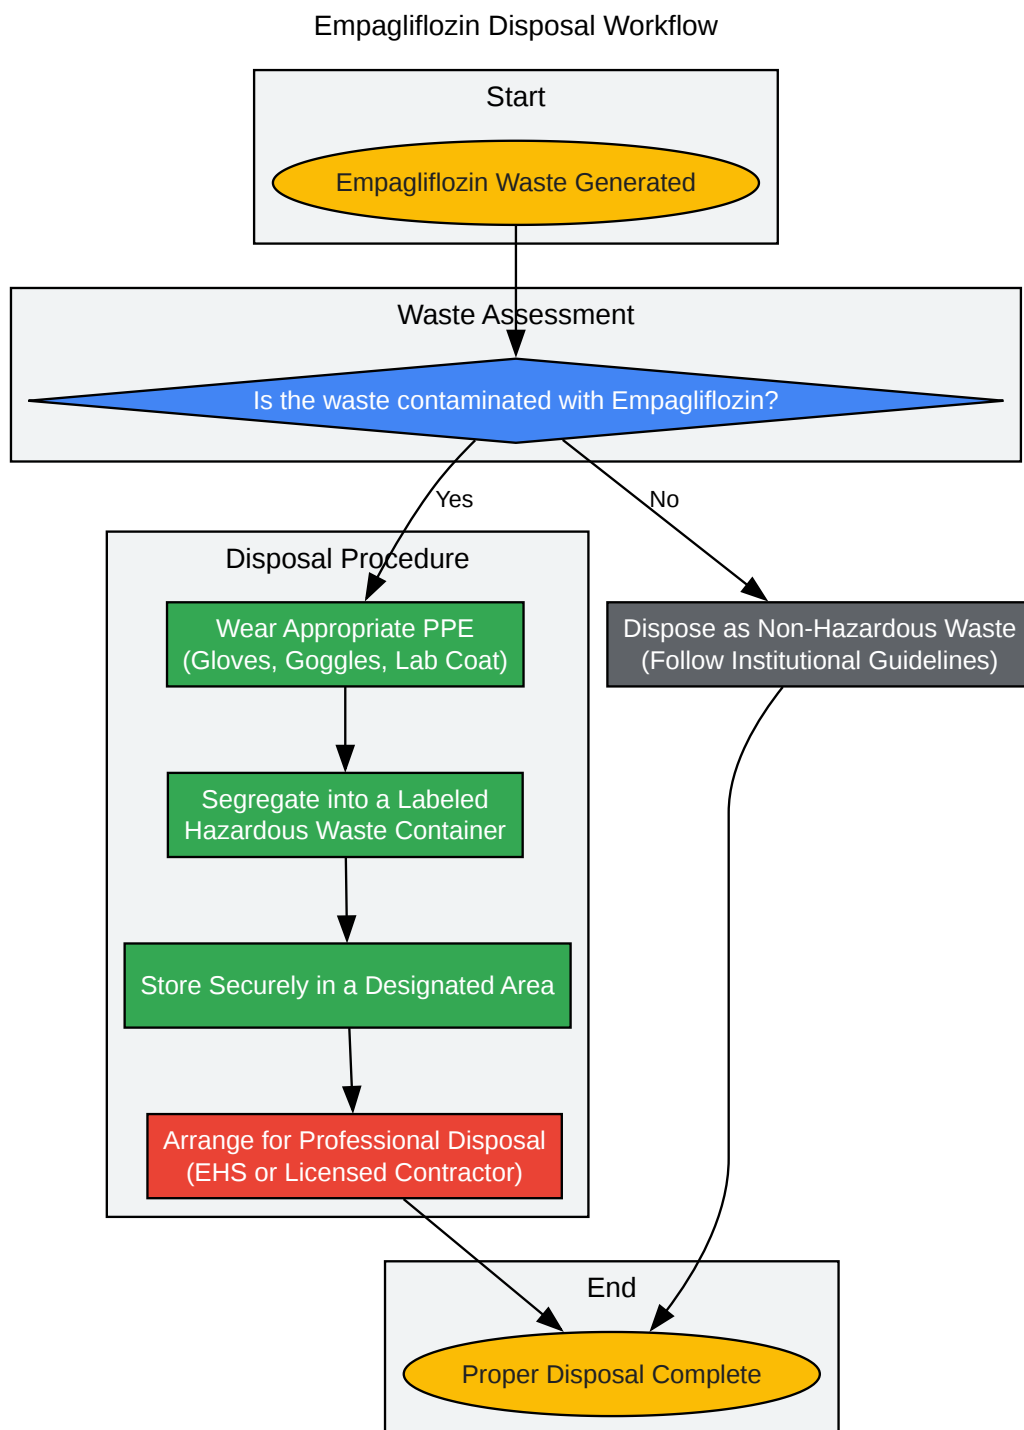 Empagliflozin Disposal Workflow
Start
Empagliflozin Waste Generated
Waste Assessment
Is the waste contaminated with Empagliflozin?
Yes
No
Disposal Procedure
Wear Appropriate PPE
(Gloves, Goggles, Lab Coat)
Dispose as Non-Hazardous Waste
(Follow Institutional Guidelines)
Segregate into a Labeled
Hazardous Waste Container
Store Securely in a Designated Area
Arrange for Professional Disposal
(EHS or Licensed Contractor)
End
Proper Disposal Complete